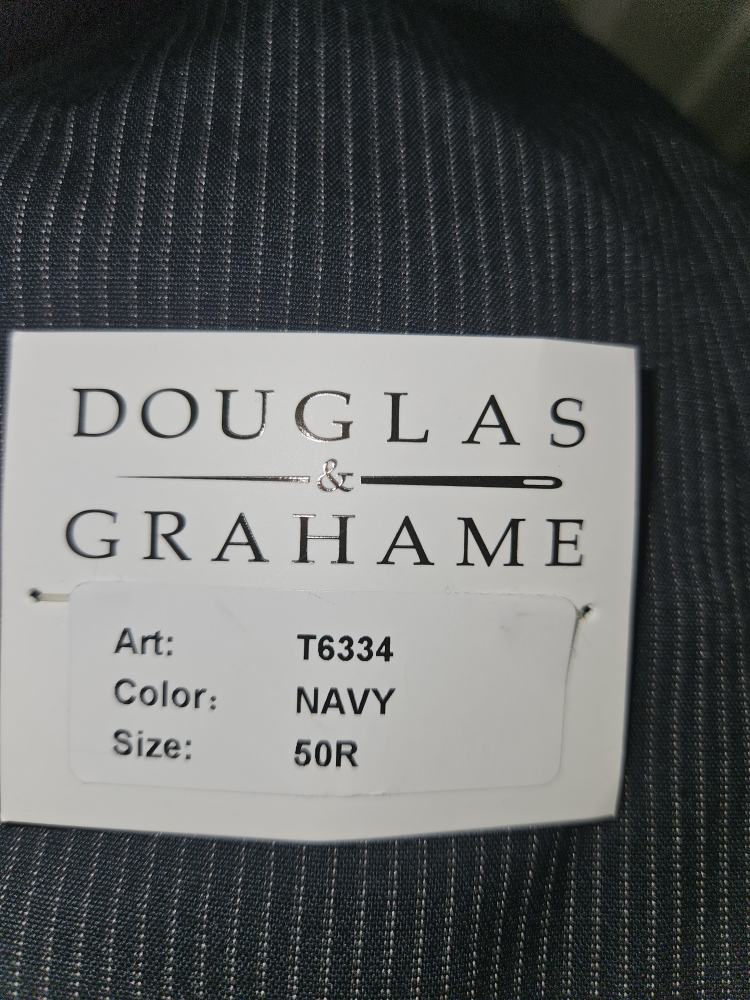 DOUGLAS
&
GRAHAME
Art: T6334
Color: NAVY
Size: 50R